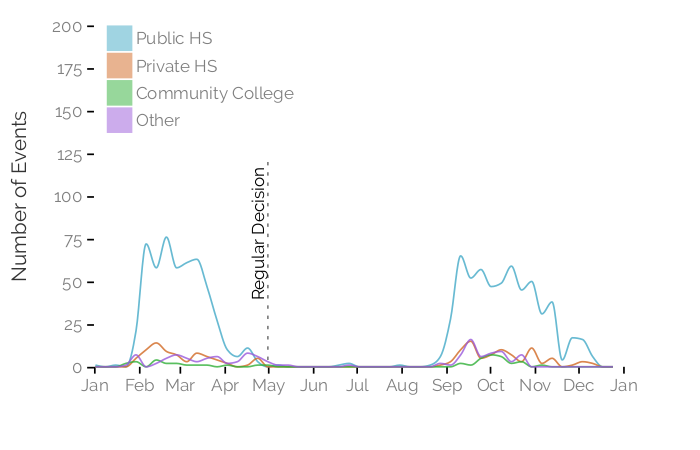 Number of Events
200
175
150
125
100
75
50
25
0
Public HS
Private HS
Community College
Other
Regular Decision
Jan Feb Mar Apr May Jun Jul Aug Sep Oct Nov Dec Jan